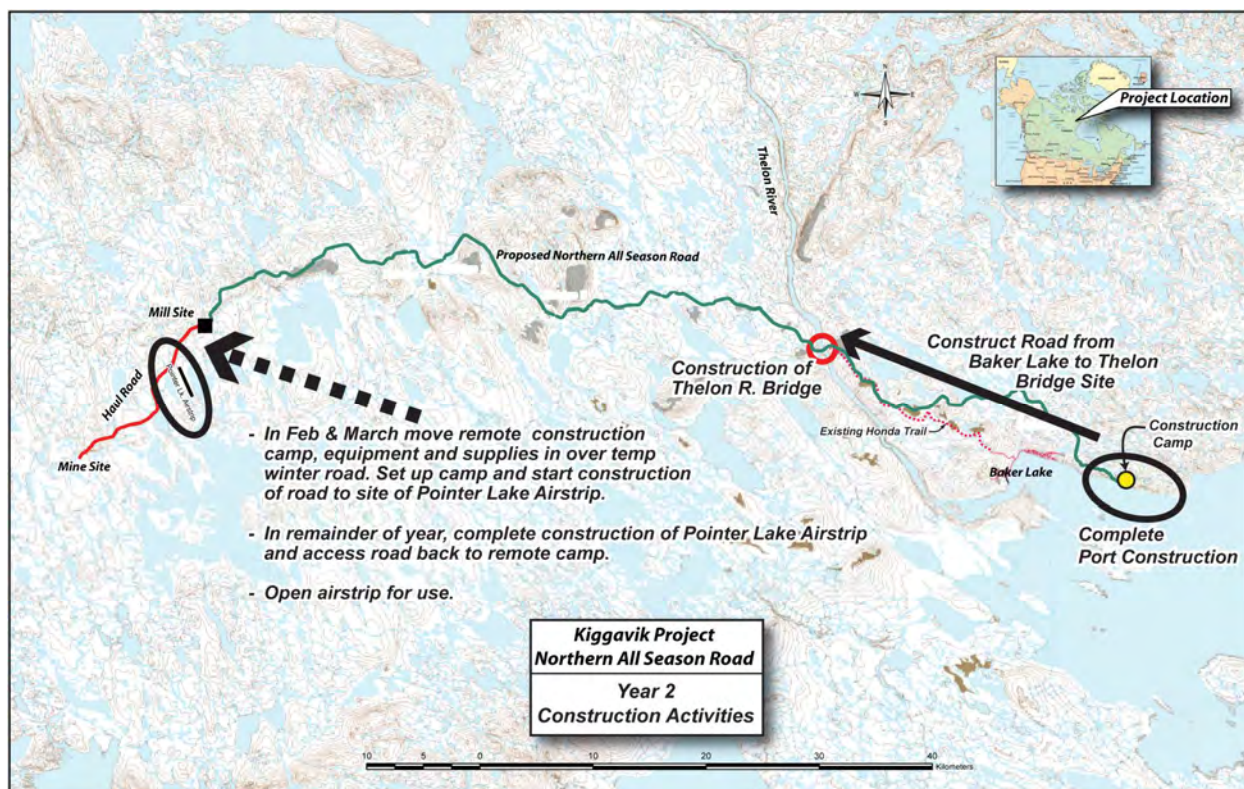 N
W E
S
Project Location
Thelon River
Proposed Northern All Season Road
Mill Site
Haul Road
Pointer Lk. Airstrip
Mine Site
Construction of
Thelon R. Bridge
Construct Road from
Baker Lake to Thelon
Bridge Site
Existing Honda Trail
Baker Lake
Construction
Camp
Complete
Port Construction
- In Feb & March move remote construction
camp, equipment and supplies in over temp
winter road. Set up camp and start construction
of road to site of Pointer Lake Airstrip.
- In remainder of year, complete construction of Pointer Lake Airstrip
and access road back to remote camp.
- Open airstrip for use.
Kiggavik Project
Northern All Season Road
Year 2
Construction Activities
10 5 0 10 20 30 40
Kilometers